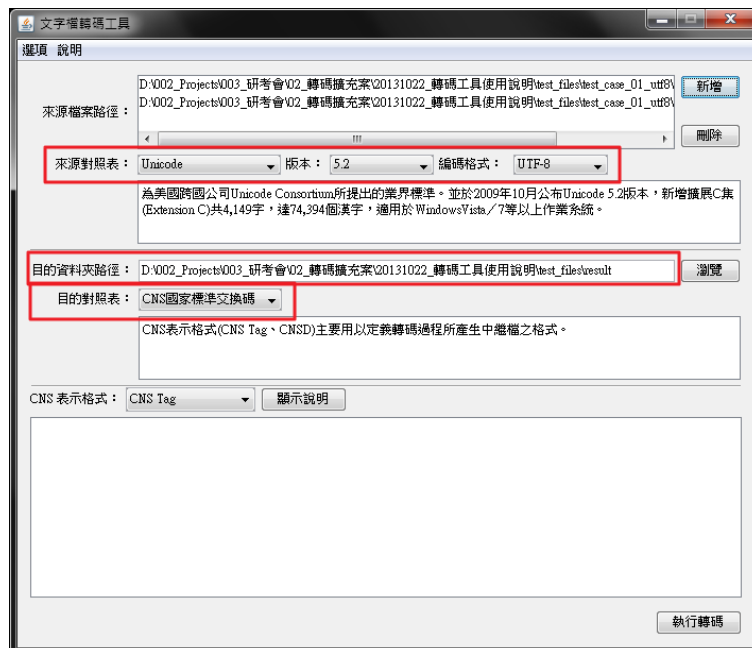 文字檔轉碼工具
選項 說明
來源檔案路徑：
D:\002_Projects\003_研考會\02_轉碼擴充案\20131022_轉碼工具使用說明\test_files\test_case_01_utf8\
D:\002_Projects\003_研考會\02_轉碼擴充案\20131022_轉碼工具使用說明\test_files\test_case_01_utf8\
新增
刪除
來源對照表： Unicode 版本： 5.2 編碼格式： UTF-8
為美國跨國公司Unicode Consortium所提出的業界標準。並於2009年10月公布Unicode 5.2版本，新增擴展C集
(Extension C)共4,149字，達74,394個漢字，適用於WindowsVista／7等以上作業系統。
目的資料夾路徑： D:\002_Projects\003_研考會\02_轉碼擴充案\20131022_轉碼工具使用說明\test_files\result 瀏覽
目的對照表： CNS國家標準交換碼
CNS表示格式(CNS Tag、CNSD)主要用以定義轉碼過程所產生中繼檔之格式。
CNS 表示格式： CNS Tag 顯示說明
執行轉碼